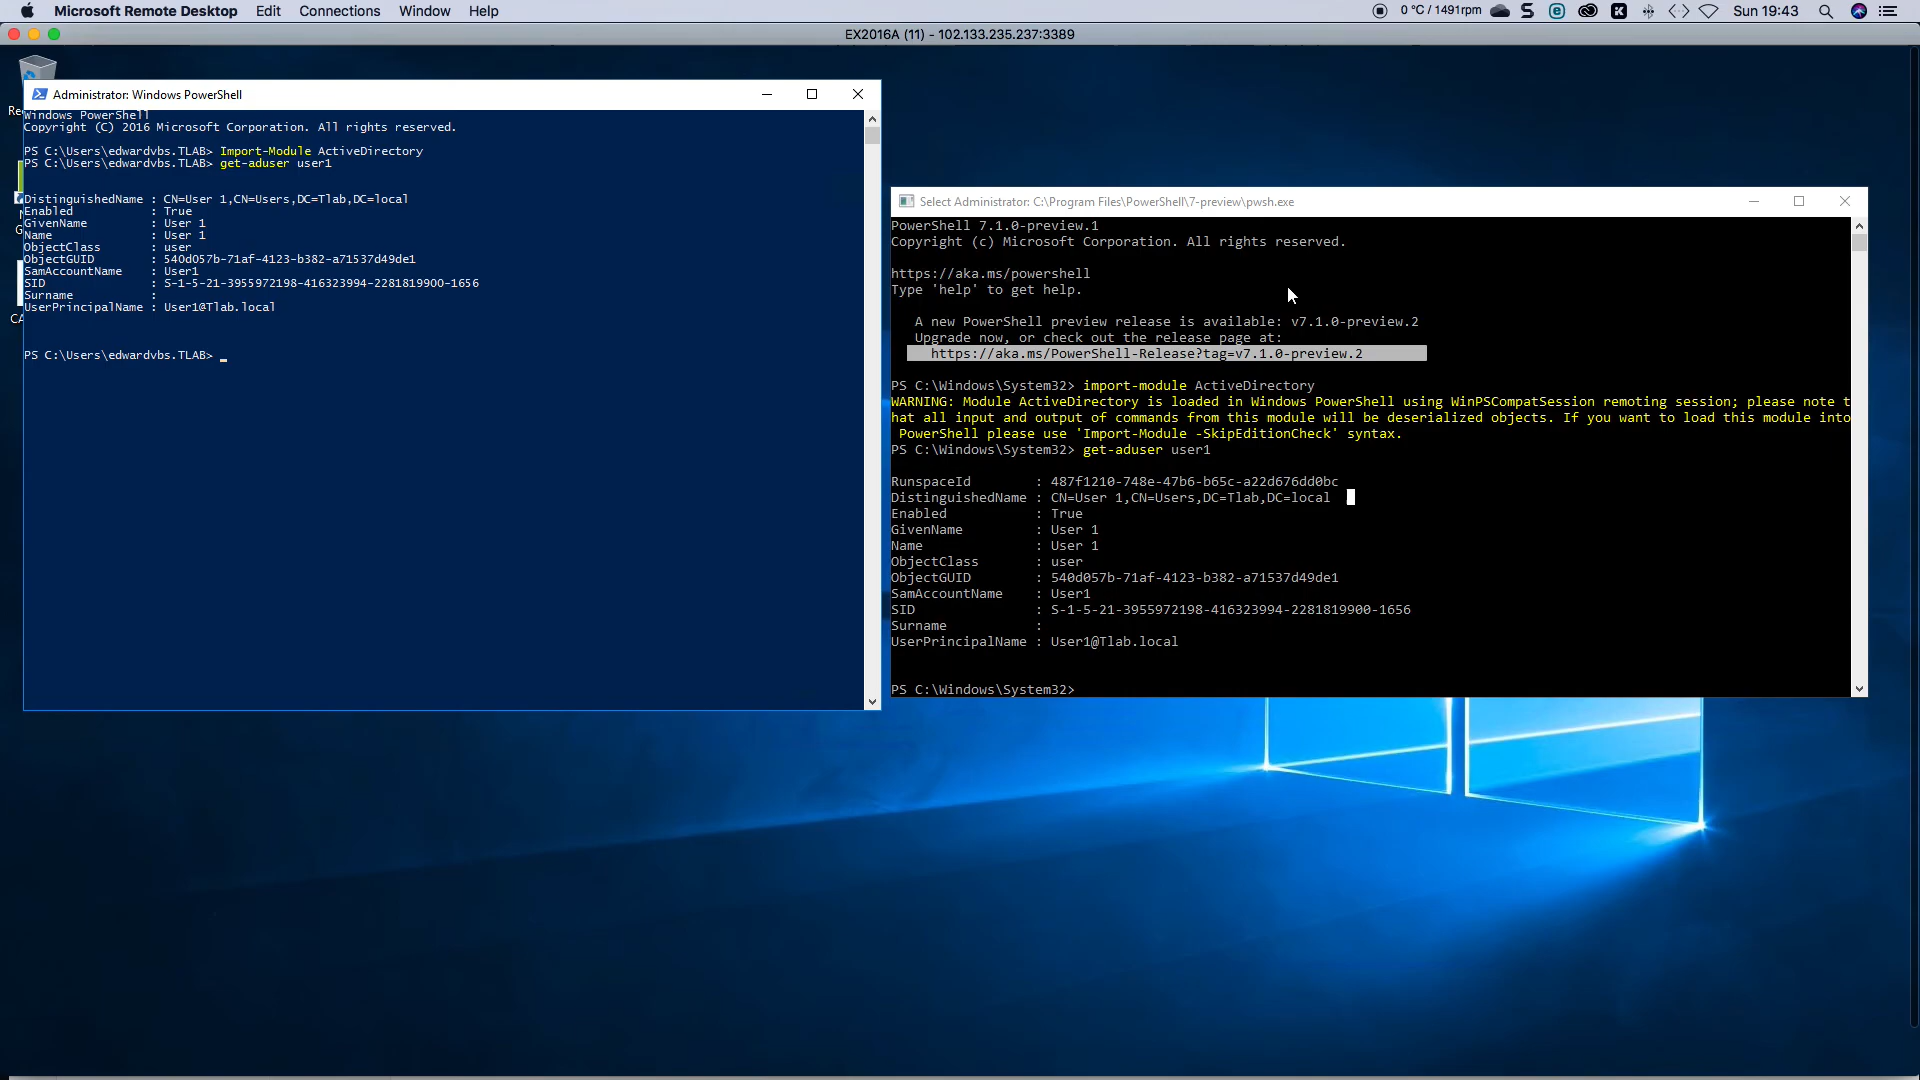 Microsoft Remote Desktop Edit Connections Window Help
0 °C / 1491rpm
Sun 19:43
EX2016A (11) - 102.133.235.237:3389
Administrator: Windows PowerShell
Windows PowerShell
Copyright (C) 2016 Microsoft Corporation. All rights reserved.
PS C:\Users\edwardvbs.TLAB> Import-Module ActiveDirectory
PS C:\Users\edwardvbs.TLAB> get-aduser user1
DistinguishedName : CN=User 1,CN=Users,DC=Tlab,DC=local
Enabled           : True
GivenName         : User 1
Name              : User 1
ObjectClass       : user
ObjectGUID        : 540d057b-71af-4123-b382-a71537d49de1
SamAccountName    : User1
SID               : S-1-5-21-3955972198-416323994-2281819900-1656
Surname           :
UserPrincipalName : User1@Tlab.local
PS C:\Users\edwardvbs.TLAB> _
Select Administrator: C:\Program Files\PowerShell\7-preview\pwsh.exe
PowerShell 7.1.0-preview.1
Copyright (c) Microsoft Corporation. All rights reserved.
https://aka.ms/powershell
Type 'help' to get help.
A new PowerShell preview release is available: v7.1.0-preview.2
Upgrade now, or check out the release page at:
https://aka.ms/PowerShell-Release?tag=v7.1.0-preview.2
PS C:\Windows\System32> import-module ActiveDirectory
WARNING: Module ActiveDirectory is loaded in Windows PowerShell using WinPSCompatSession remoting session; please note t
hat all input and output of commands from this module will be deserialized objects. If you want to load this module into
PowerShell please use 'Import-Module -SkipEditionCheck' syntax.
PS C:\Windows\System32> get-aduser user1
RunspaceId        : 487f1210-748e-47b6-b65c-a22d676dd0bc
DistinguishedName : CN=User 1,CN=Users,DC=Tlab,DC=local
Enabled           : True
GivenName         : User 1
Name              : User 1
ObjectClass       : user
ObjectGUID        : 540d057b-71af-4123-b382-a71537d49de1
SamAccountName    : User1
SID               : S-1-5-21-3955972198-416323994-2281819900-1656
Surname           :
UserPrincipalName : User1@Tlab.local
PS C:\Windows\System32>